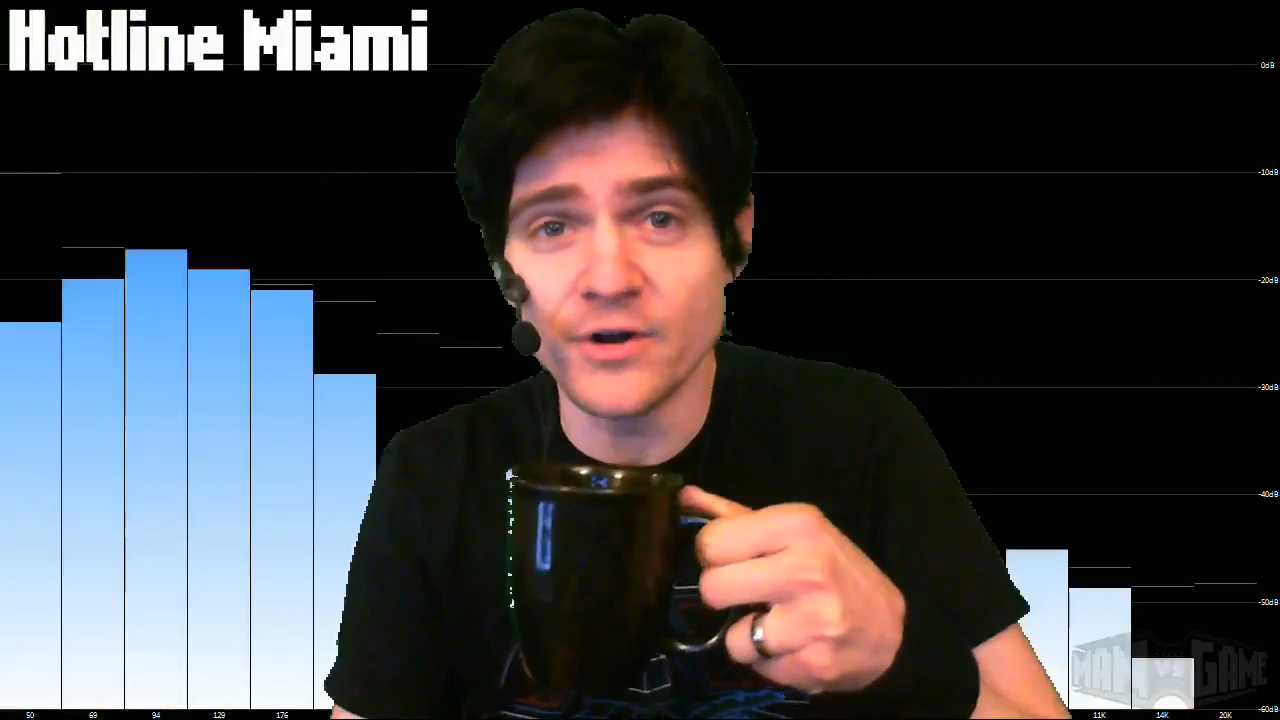 Hotline Miami
0dB
-10dB
-20dB
-30dB
-40dB
-50dB
MAN VS GAME
-60dB
50 69 94 129 176 11K 14K 20K